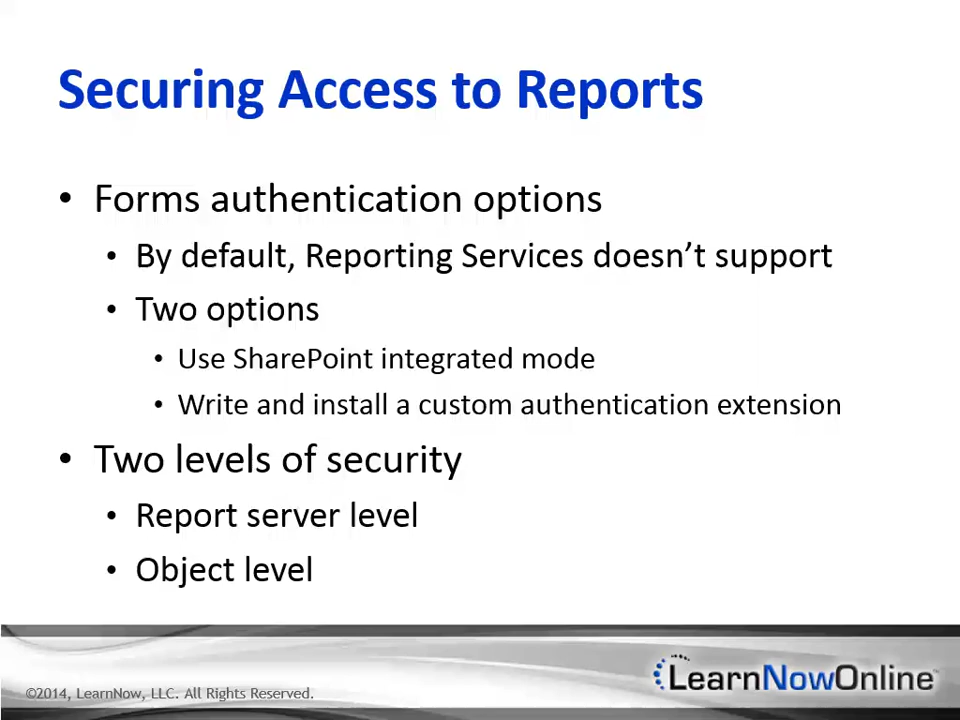 Securing Access to Reports
• Forms authentication options
• By default, Reporting Services doesn’t support
• Two options
• Use SharePoint integrated mode
• Write and install a custom authentication extension
• Two levels of security
• Report server level
• Object level
©2014, LearnNow, LLC. All Rights Reserved.
LearnNowOnline